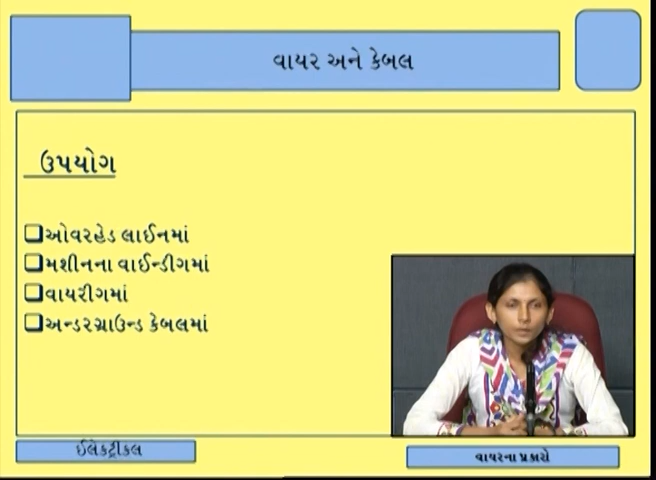 વાયર અને કેબલ
ઉપયોગ
ઓવરહેડ લાઈનમાં
મશીનના વાઈન્ડીગમાં
વાયરીગમાં
અન્ડરગ્રાઉન્ડ કેબલમાં
ઈલેકટ્રીકલ
વાયરના પ્રકારો